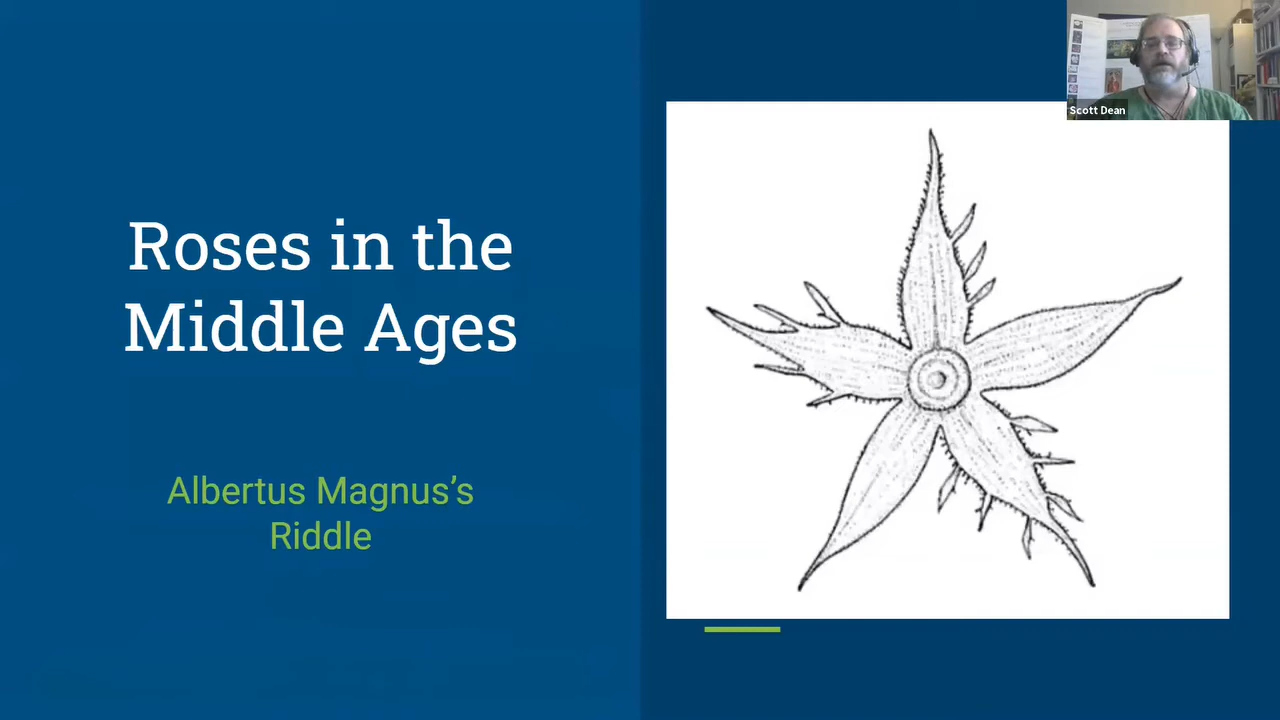 Roses in the
Middle Ages
Albertus Magnus’s
Riddle
Scott Dean